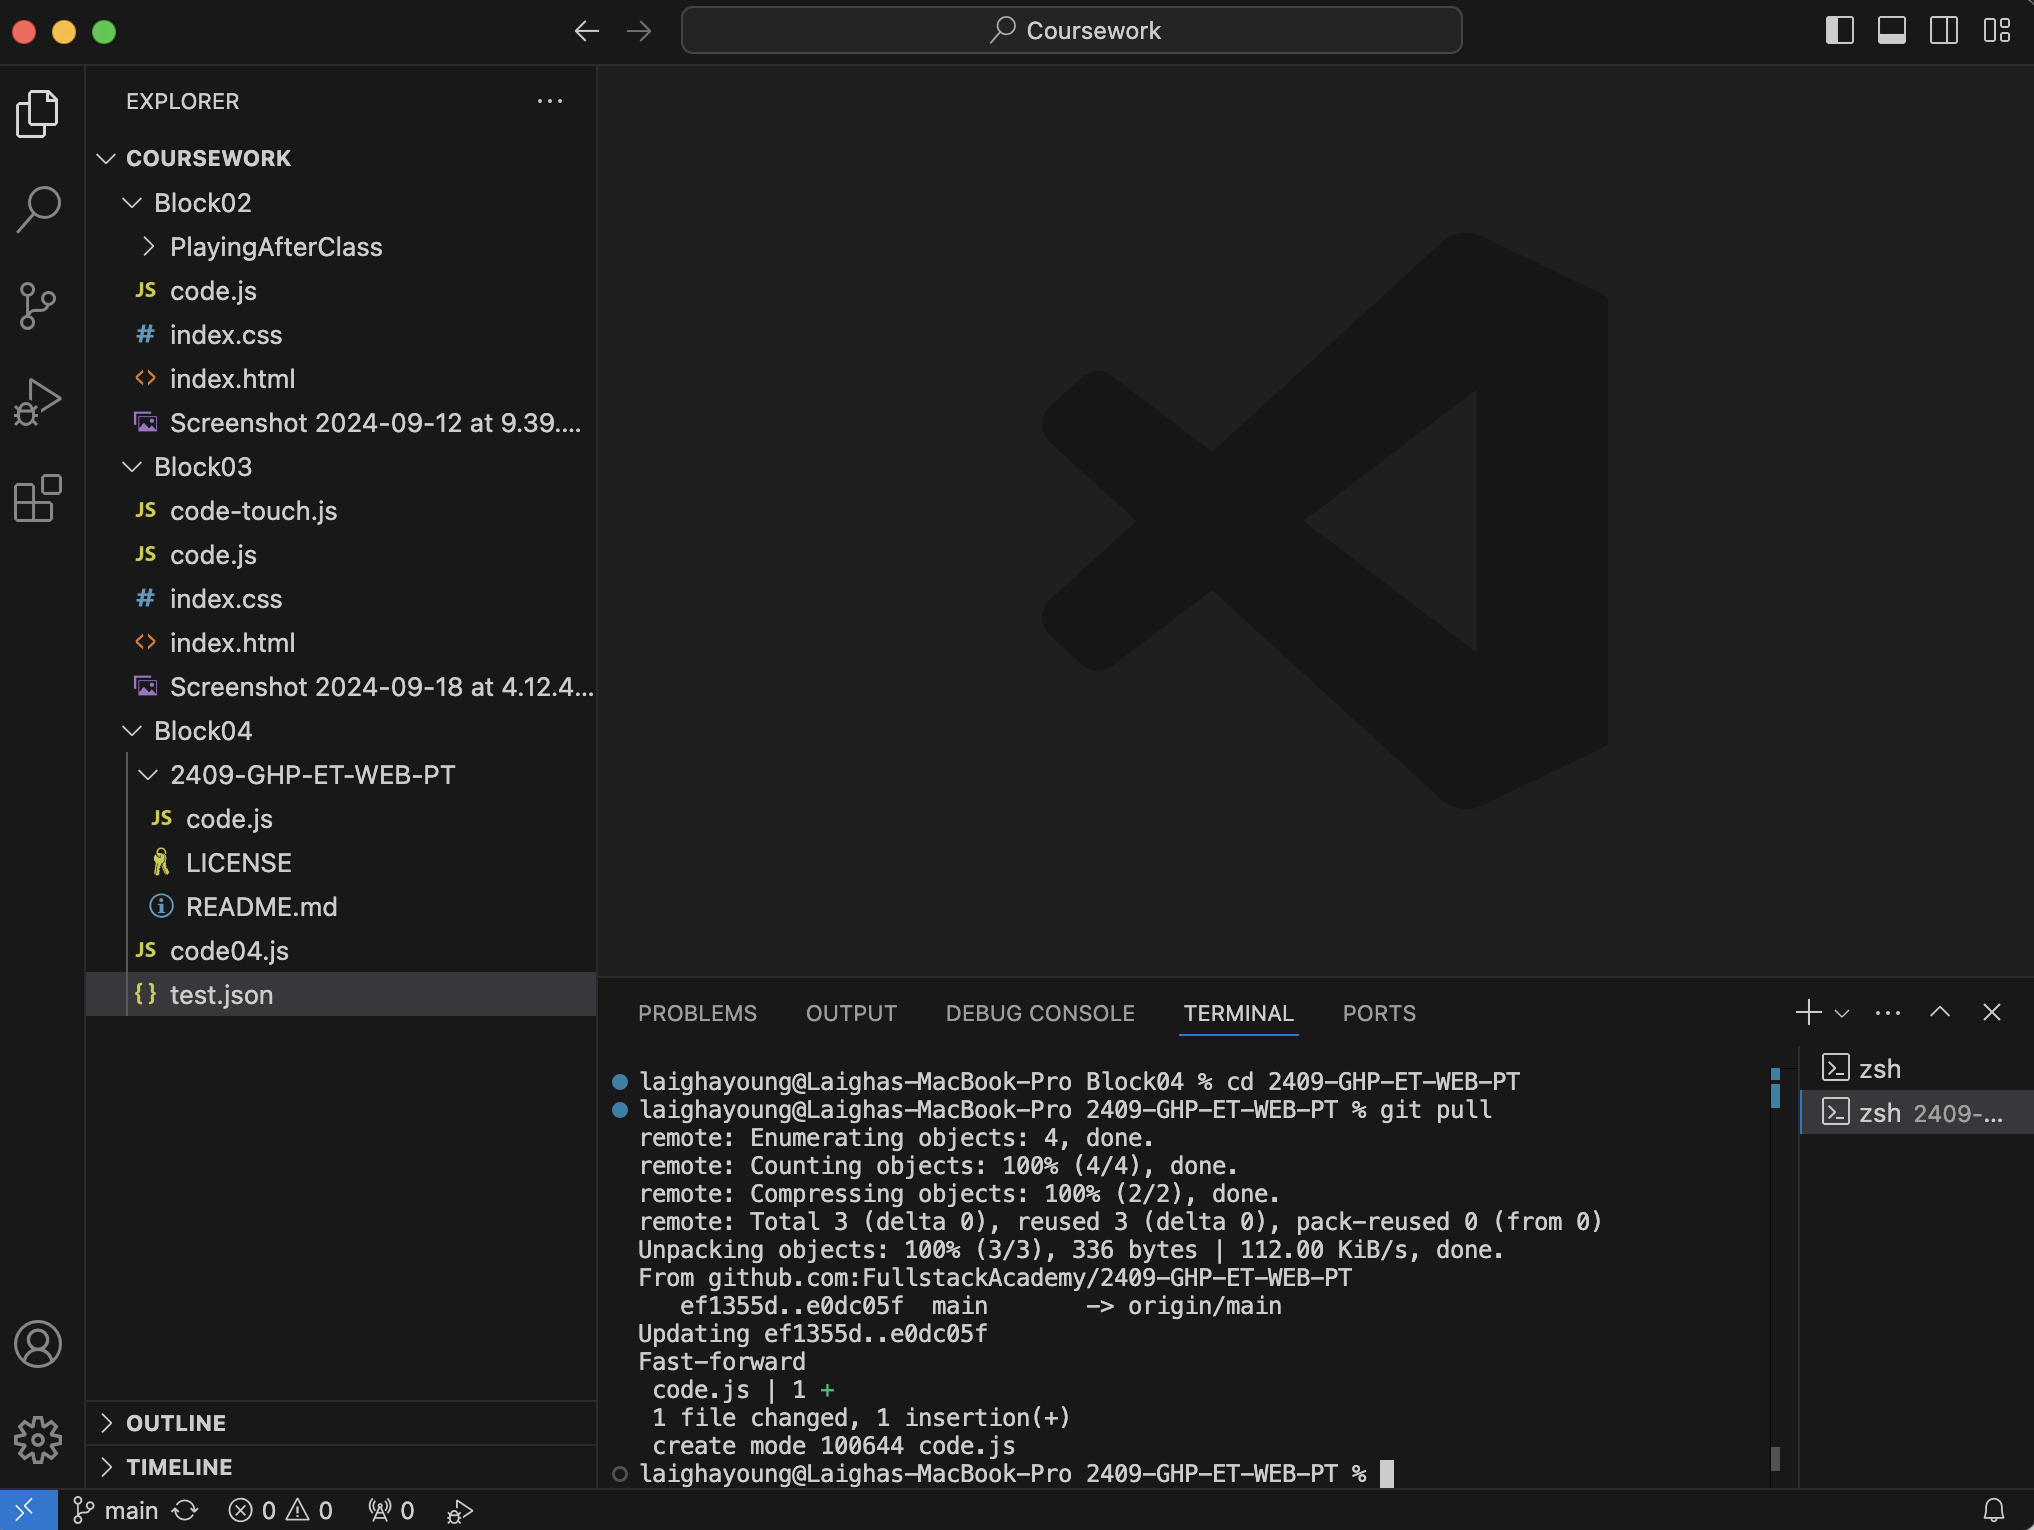 Coursework
EXPLORER
COURSEWORK
Block02
PlayingAfterClass
JS code.js
# index.css
<> index.html
Screenshot 2024-09-12 at 9.39....
Block03
JS code-touch.js
JS code.js
# index.css
<> index.html
Screenshot 2024-09-18 at 4.12.4...
Block04
2409-GHP-ET-WEB-PT
JS code.js
LICENSE
README.md
JS code04.js
{} test.json
OUTLINE
TIMELINE
PROBLEMS OUTPUT DEBUG CONSOLE TERMINAL PORTS
laighayoung@Laighas-MacBook-Pro Block04 % cd 2409-GHP-ET-WEB-PT
laighayoung@Laighas-MacBook-Pro 2409-GHP-ET-WEB-PT % git pull
remote: Enumerating objects: 4, done.
remote: Counting objects: 100% (4/4), done.
remote: Compressing objects: 100% (2/2), done.
remote: Total 3 (delta 0), reused 3 (delta 0), pack-reused 0 (from 0)
Unpacking objects: 100% (3/3), 336 bytes | 112.00 KiB/s, done.
From github.com:FullstackAcademy/2409-GHP-ET-WEB-PT
ef1355d..e0dc05f main -> origin/main
Updating ef1355d..e0dc05f
Fast-forward
code.js | 1 +
1 file changed, 1 insertion(+)
create mode 100644 code.js
laighayoung@Laighas-MacBook-Pro 2409-GHP-ET-WEB-PT %
zsh
zsh 2409-...
main 0 0 0